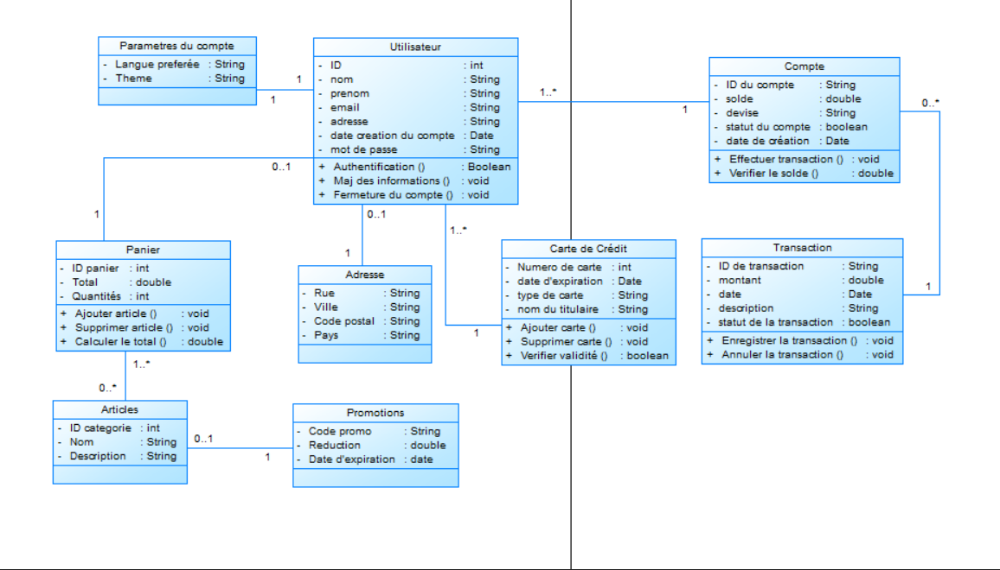 Parametres du compte
- Langue preferée : String
- Theme : String
1
1
Utilisateur
- ID : int
- nom : String
- prenom : String
- email : String
- adresse : String
- date creation du compte : Date
- mot de passe : String
+ Authentification () : Boolean
+ Maj des informations () : void
+ Fermeture du compte () : void
1..*
1
Compte
- ID du compte : String
- solde : double
- devise : String
- statut du compte : boolean
- date de création : Date
+ Effectuer transaction () : void
+ Verifier le solde () : double
0..*
1
0..1
1
0..1
1
1..*
1
Panier
- ID panier : int
- Total : double
- Quantités : int
+ Ajouter article () : void
+ Supprimer article () : void
+ Calculer le total () : double
Adresse
- Rue : String
- Ville : String
- Code postal : String
- Pays : String
Carte de Crédit
- Numero de carte : int
- date d'expiration : Date
- type de carte : String
- nom du titulaire : String
+ Ajouter carte () : void
+ Supprimer carte () : void
+ Verifier validité () : boolean
Transaction
- ID de transaction : String
- montant : double
- date : Date
- description : String
- statut de la transaction : boolean
+ Enregistrer la transaction () : void
+ Annuler la transaction () : void
1..*
0..*
Articles
- ID categorie : int
- Nom : String
- Description : String
0..1
1
Promotions
- Code promo : String
- Reduction : double
- Date d'expiration : date